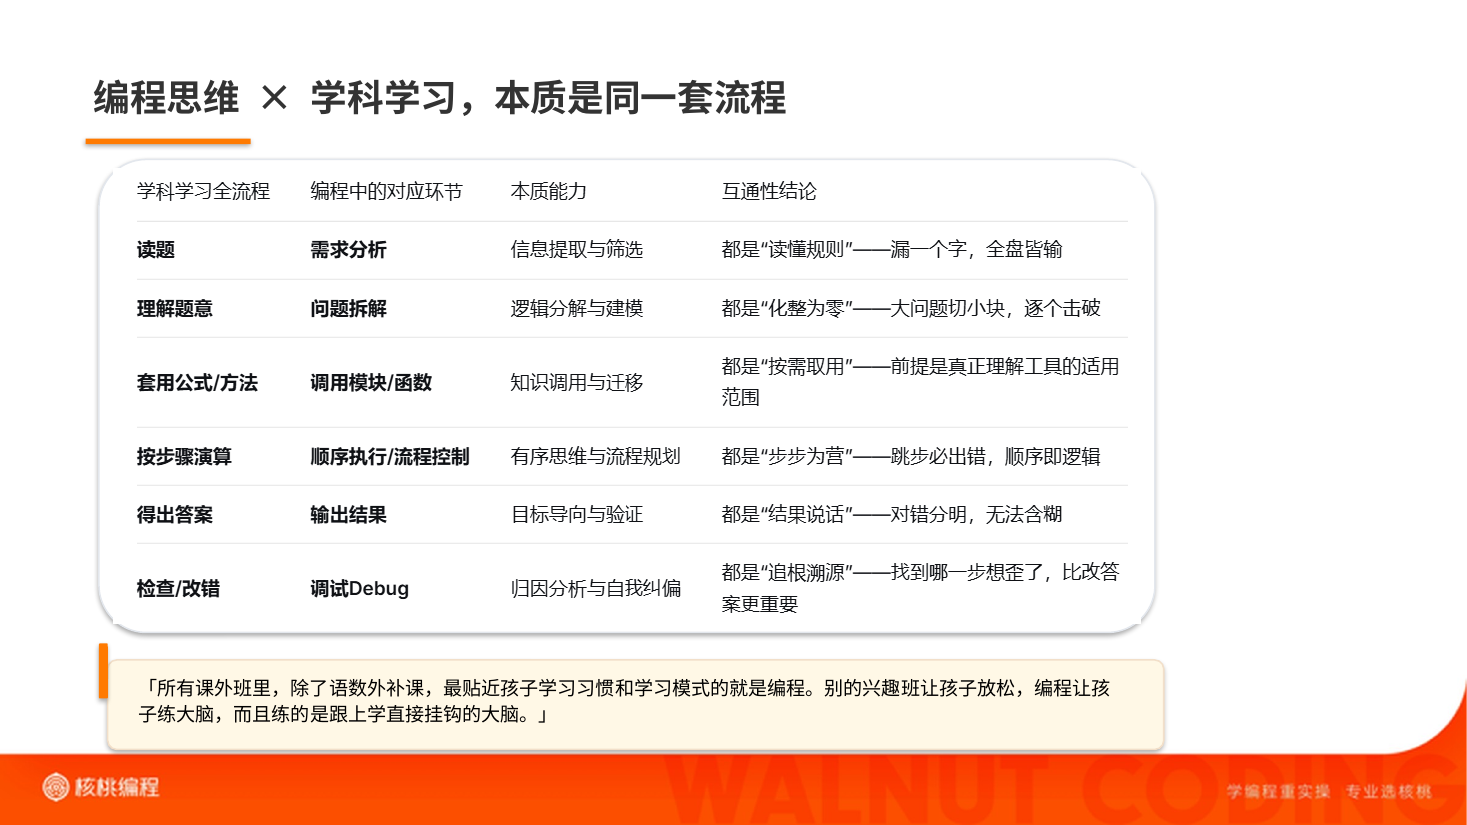 编程思维 × 学科学习，本质是同一套流程
学科学习全流程 编程中的对应环节 本质能力 互通性结论
读题 需求分析 信息提取与筛选 都是“读懂规则”——漏一个字，全盘皆输
理解题意 问题拆解 逻辑分解与建模 都是“化整为零”——大问题切小块，逐个击破
套用公式/方法 调用模块/函数 知识调用与迁移 都是“按需取用”——前提是真正理解工具的适用
范围
按步骤演算 顺序执行/流程控制 有序思维与流程规划 都是“步步为营”——跳步必出错，顺序即逻辑
得出答案 输出结果 目标导向与验证 都是“结果说话”——对错分明，无法含糊
检查/改错 调试Debug 归因分析与自我纠偏 都是“追根溯源”——找到哪一步想歪了，比改答
案更重要
「所有课外班里，除了语数外补课，最贴近孩子学习习惯和学习模式的就是编程。别的兴趣班让孩子放松，编程让孩
子练大脑，而且练的是跟上学直接挂钩的大脑。」
核桃编程
WALNUT CODING
学编程重实操 专业选核桃